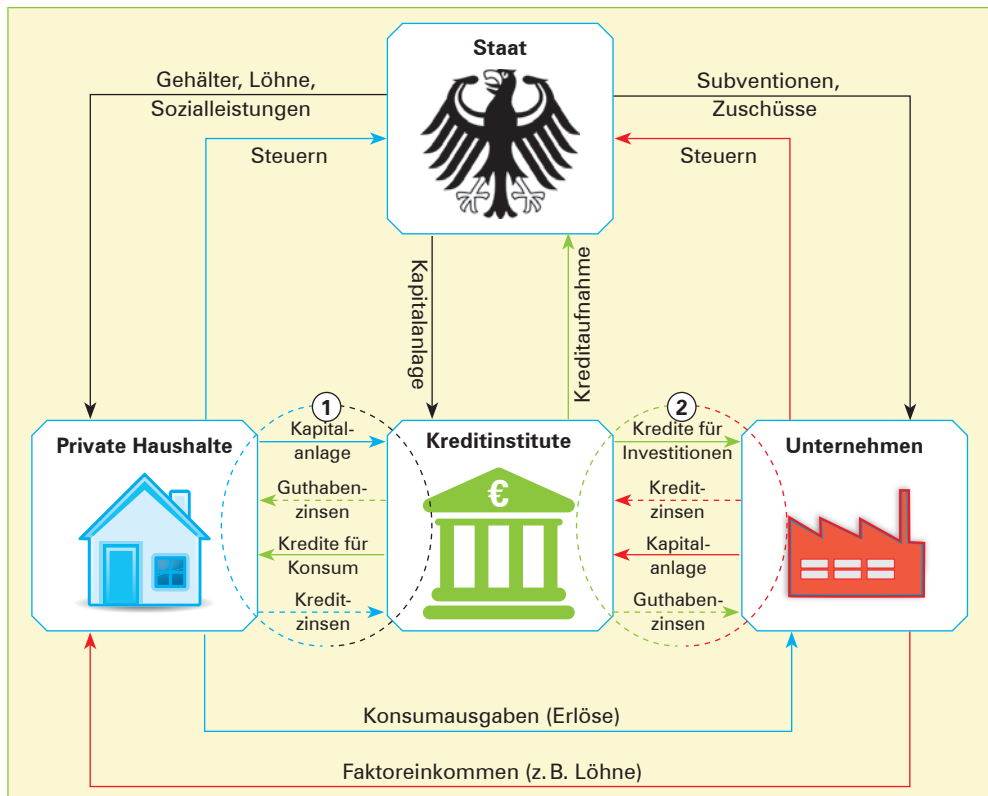 Staat
Gehälter, Löhne,
Sozialleistungen
Steuern
Subventionen,
Zuschüsse
Steuern
Kapitalanlage
Kreditaufnahme
1
2
Private Haushalte
Kapital-
anlage
Guthaben-
zinsen
Kredite für
Konsum
Kredit-
zinsen
Kreditinstitute
€
Kredite für
Investitionen
Kredit-
zinsen
Kapital-
anlage
Guthaben-
zinsen
Unternehmen
Konsumausgaben (Erlöse)
Faktoreinkommen (z. B. Löhne)